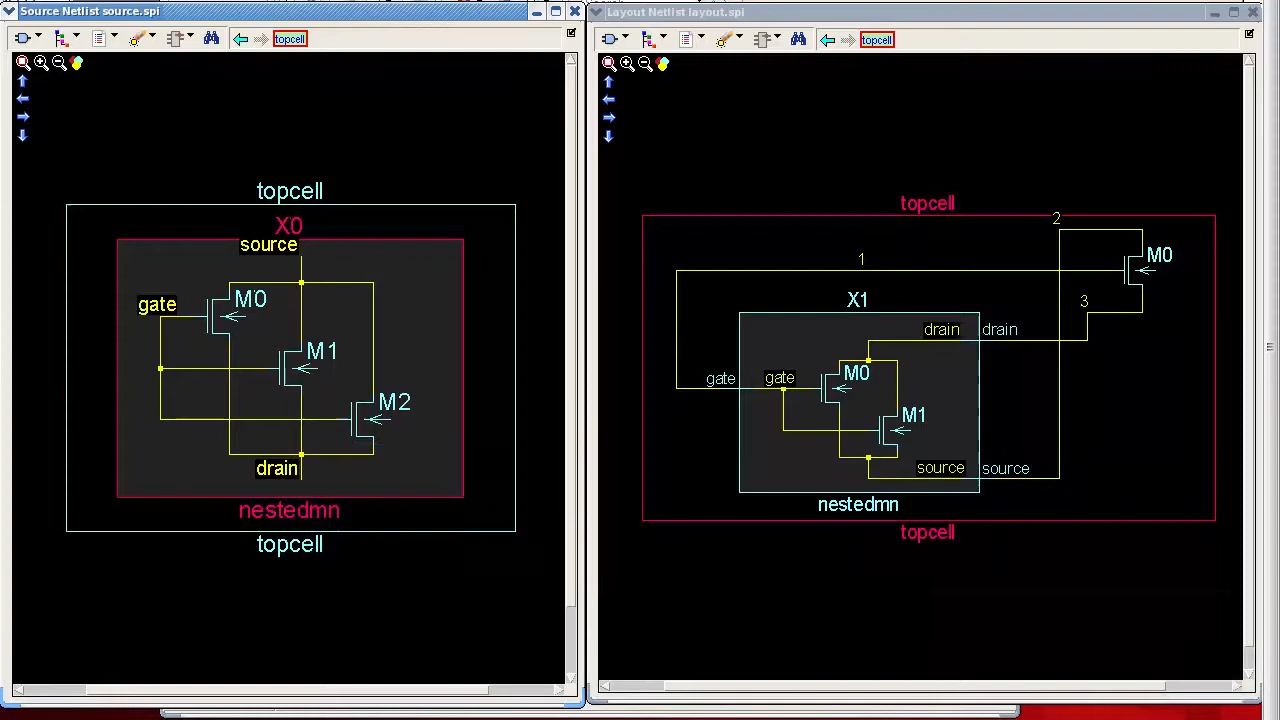 Source Netlist source.spi
topcell
topcell
X0
source
gate
M0
M1
M2
drain
nestedmn
topcell
Layout Netlist layout.spi
topcell
topcell
2
M0
1
3
X1
drain drain
gate gate
M0
M1
source source
nestedmn
topcell